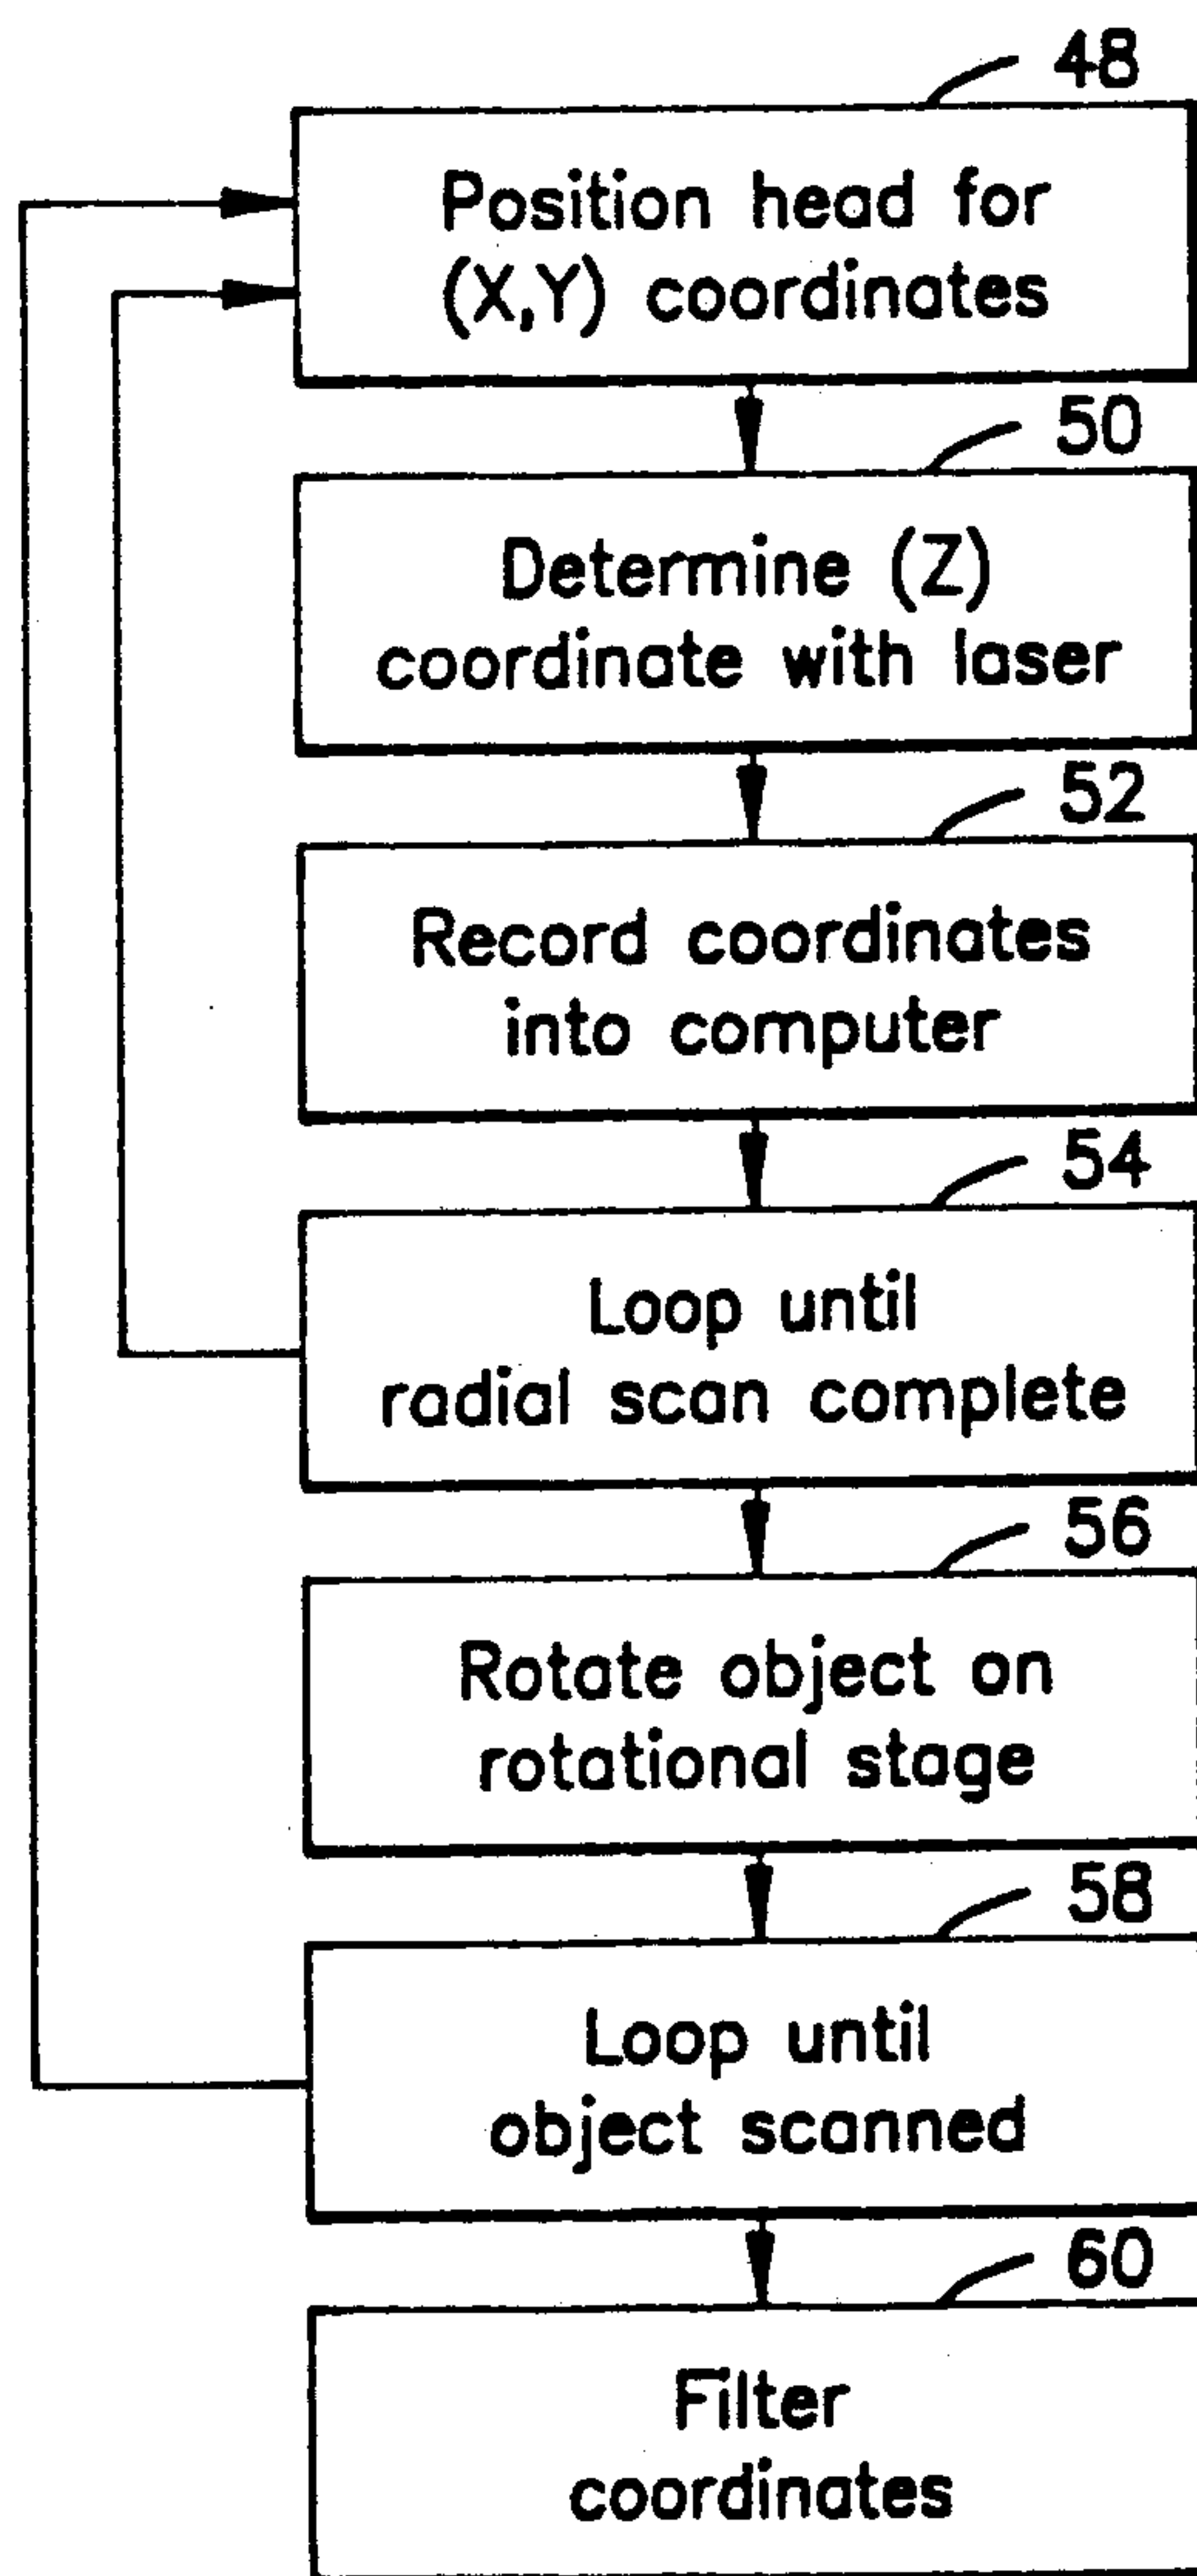 48
Position head for
(X,Y) coordinates
50
Determine (Z)
coordinate with laser
52
Record coordinates
into computer
54
Loop until
radial scan complete
56
Rotate object on
rotational stage
58
Loop until
object scanned
60
Filter
coordinates